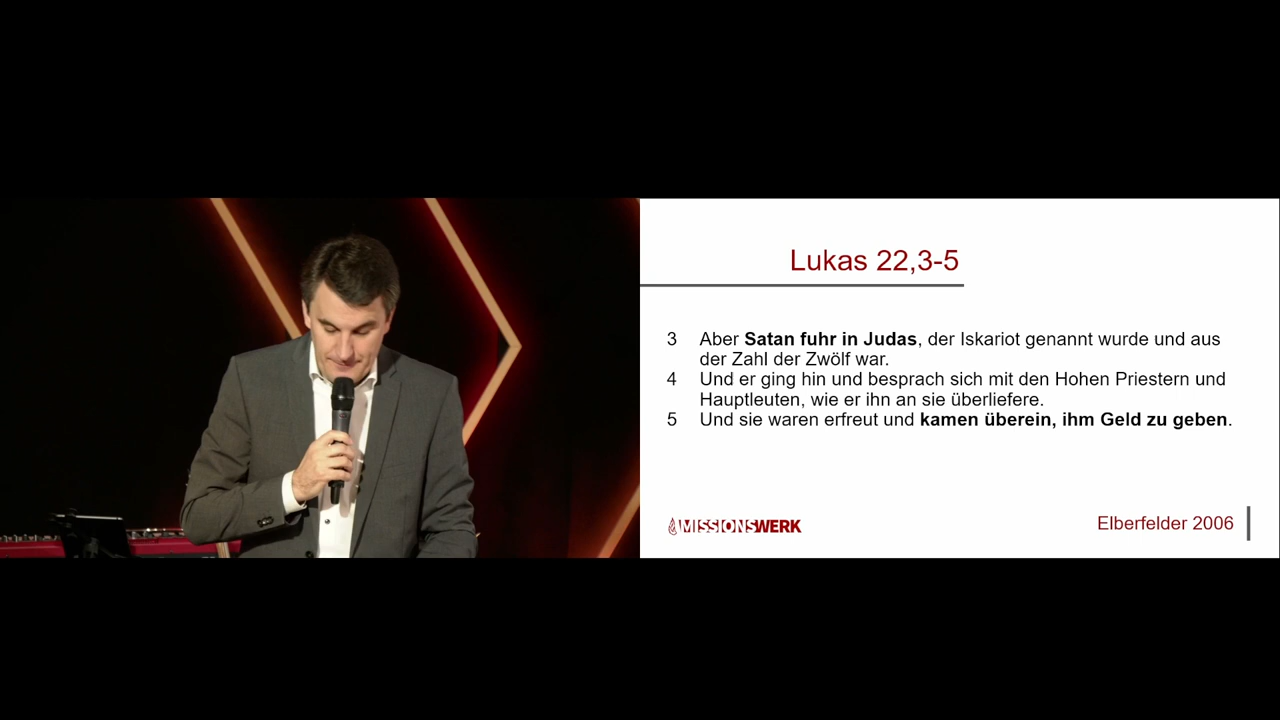 Lukas 22,3-5
3 Aber Satan fuhr in Judas, der Iskariot genannt wurde und aus
der Zahl der Zwölf war.
4 Und er ging hin und besprach sich mit den Hohen Priestern und
Hauptleuten, wie er ihn an sie überliefere.
5 Und sie waren erfreut und kamen überein, ihm Geld zu geben.
MISSIONSWERK
Elberfelder 2006